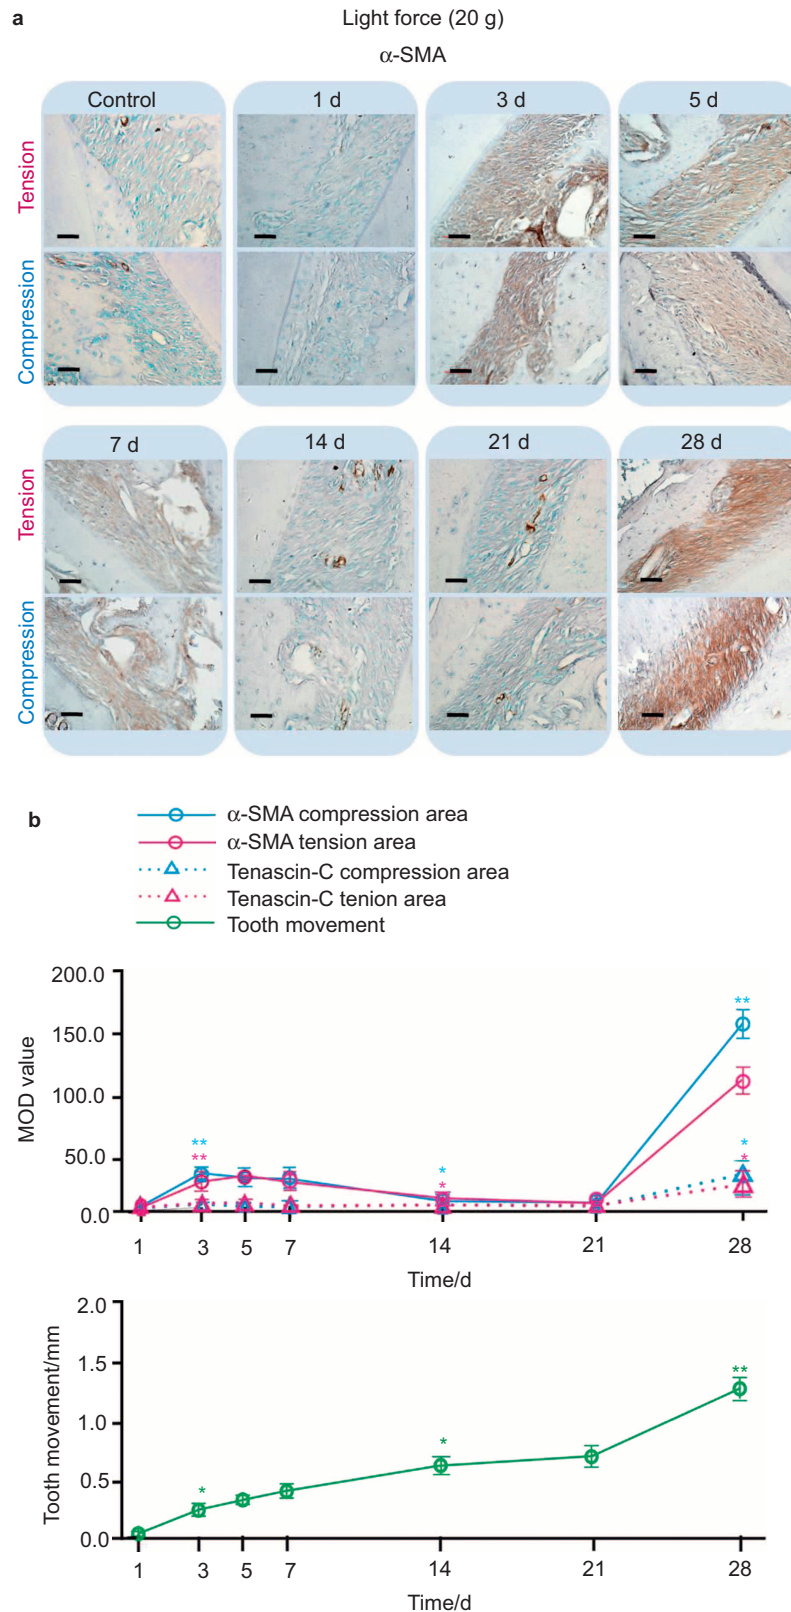 a
Light force (20 g)
α-SMA
Control
1 d
3 d
5 d
Tension
Compression
7 d
14 d
21 d
28 d
Tension
Compression
b
α-SMA compression area
α-SMA tension area
Tenascin-C compression area
Tenascin-C tenion area
Tooth movement
MOD value
200.0
150.0
100.0
50.0
0.0
**
**
*
*
**
*
*
1 3 5 7 14 21 28
Time/d
Tooth movement/mm
2.0
1.5
1.0
0.5
0.0
*
*
**
1 3 5 7 14 21 28
Time/d